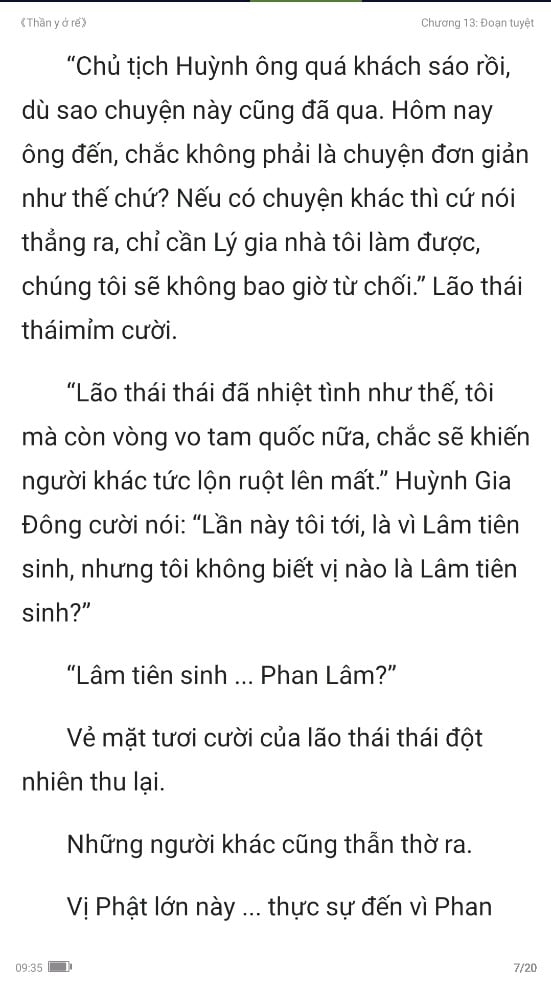 《Thần y ở rể》
Chương 13: Đoạn tuyệt
“Chủ tịch Huỳnh ông quá khách sáo rồi,
dù sao chuyện này cũng đã qua. Hôm nay
ông đến, chắc không phải là chuyện đơn giản
như thế chứ? Nếu có chuyện khác thì cứ nói
thẳng ra, chỉ cần Lý gia nhà tôi làm được,
chúng tôi sẽ không bao giờ từ chối.” Lão thái
tháimỉm cười.
“Lão thái thái đã nhiệt tình như thế, tôi
mà còn vòng vo tam quốc nữa, chắc sẽ khiến
người khác tức lộn ruột lên mất.” Huỳnh Gia
Đông cười nói: “Lần này tôi tới, là vì Lâm tiên
sinh, nhưng tôi không biết vị nào là Lâm tiên
sinh?”
“Lâm tiên sinh ... Phan Lâm?”
Vẻ mặt tươi cười của lão thái thái đột
nhiên thu lại.
Những người khác cũng thẫn thờ ra.
Vị Phật lớn này ... thực sự đến vì Phan
09:35
7/20